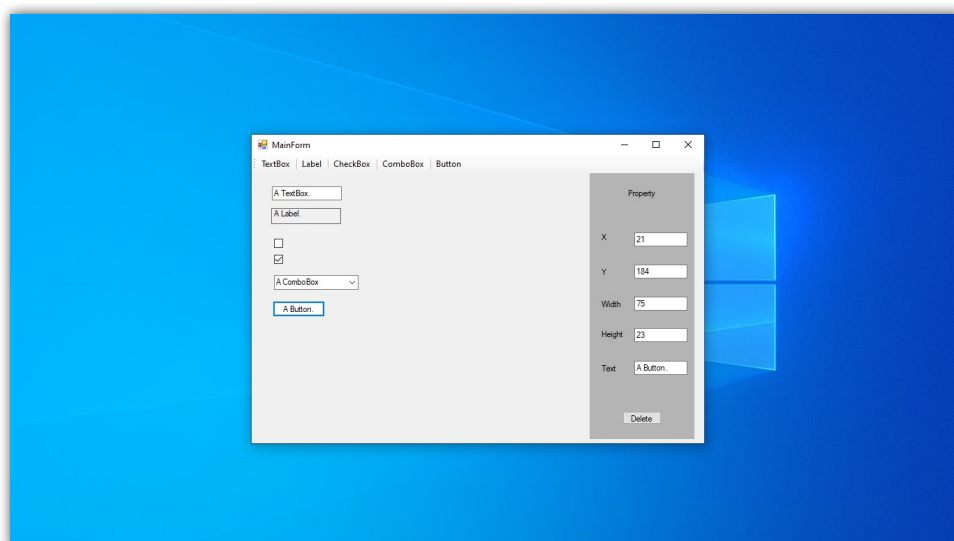 MainForm
TextBox Label CheckBox ComboBox Button
A TextBox.
A Label.
A ComboBox
A Button.
Property
X 21
Y 184
Width 75
Height 23
Text A Button.
Delete